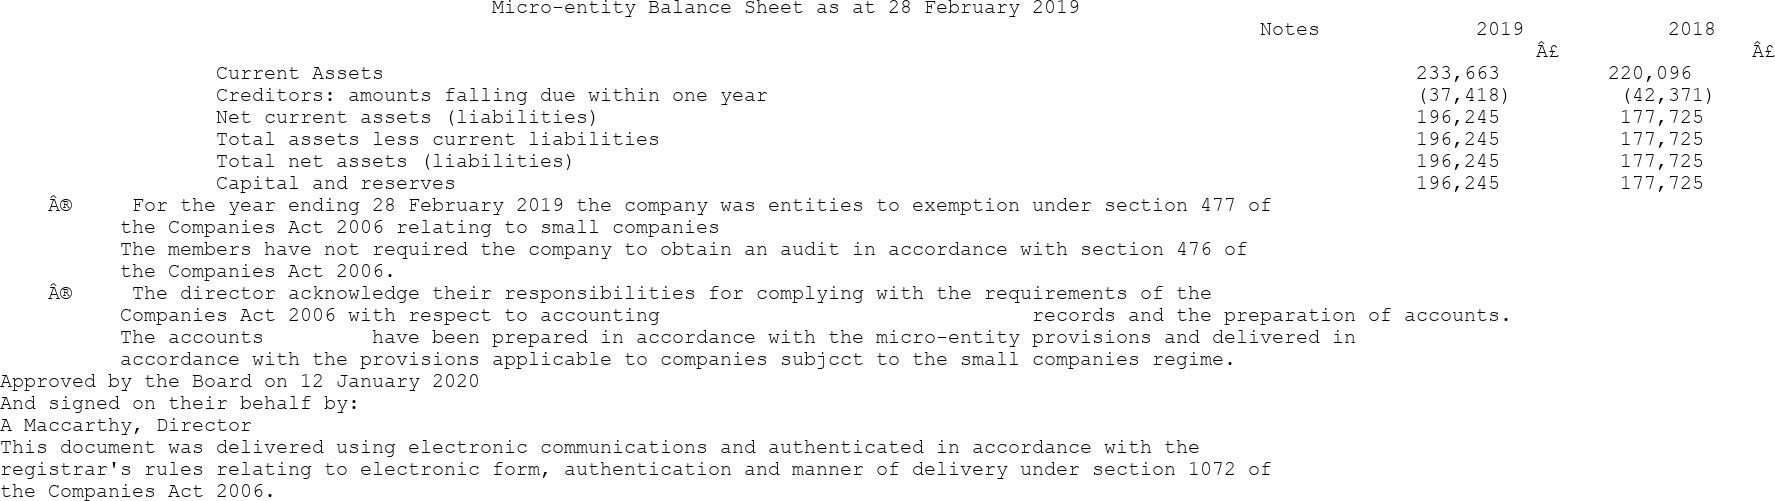 Micro-entity Balance Sheet as at 28 February 2019
Notes 2019 2018
Â£ Â£
Current Assets 233,663 220,096
Creditors: amounts falling due within one year (37,418) (42,371)
Net current assets (liabilities) 196,245 177,725
Total assets less current liabilities 196,245 177,725
Total net assets (liabilities) 196,245 177,725
Capital and reserves 196,245 177,725
Â® For the year ending 28 February 2019 the company was entities to exemption under section 477 of
the Companies Act 2006 relating to small companies
The members have not required the company to obtain an audit in accordance with section 476 of
the Companies Act 2006.
Â® The director acknowledge their responsibilities for complying with the requirements of the
Companies Act 2006 with respect to accounting records and the preparation of accounts.
The accounts have been prepared in accordance with the micro-entity provisions and delivered in
accordance with the provisions applicable to companies subjcct to the small companies regime.
Approved by the Board on 12 January 2020
And signed on their behalf by:
A Maccarthy, Director
This document was delivered using electronic communications and authenticated in accordance with the
registrar's rules relating to electronic form, authentication and manner of delivery under section 1072 of
the Companies Act 2006.